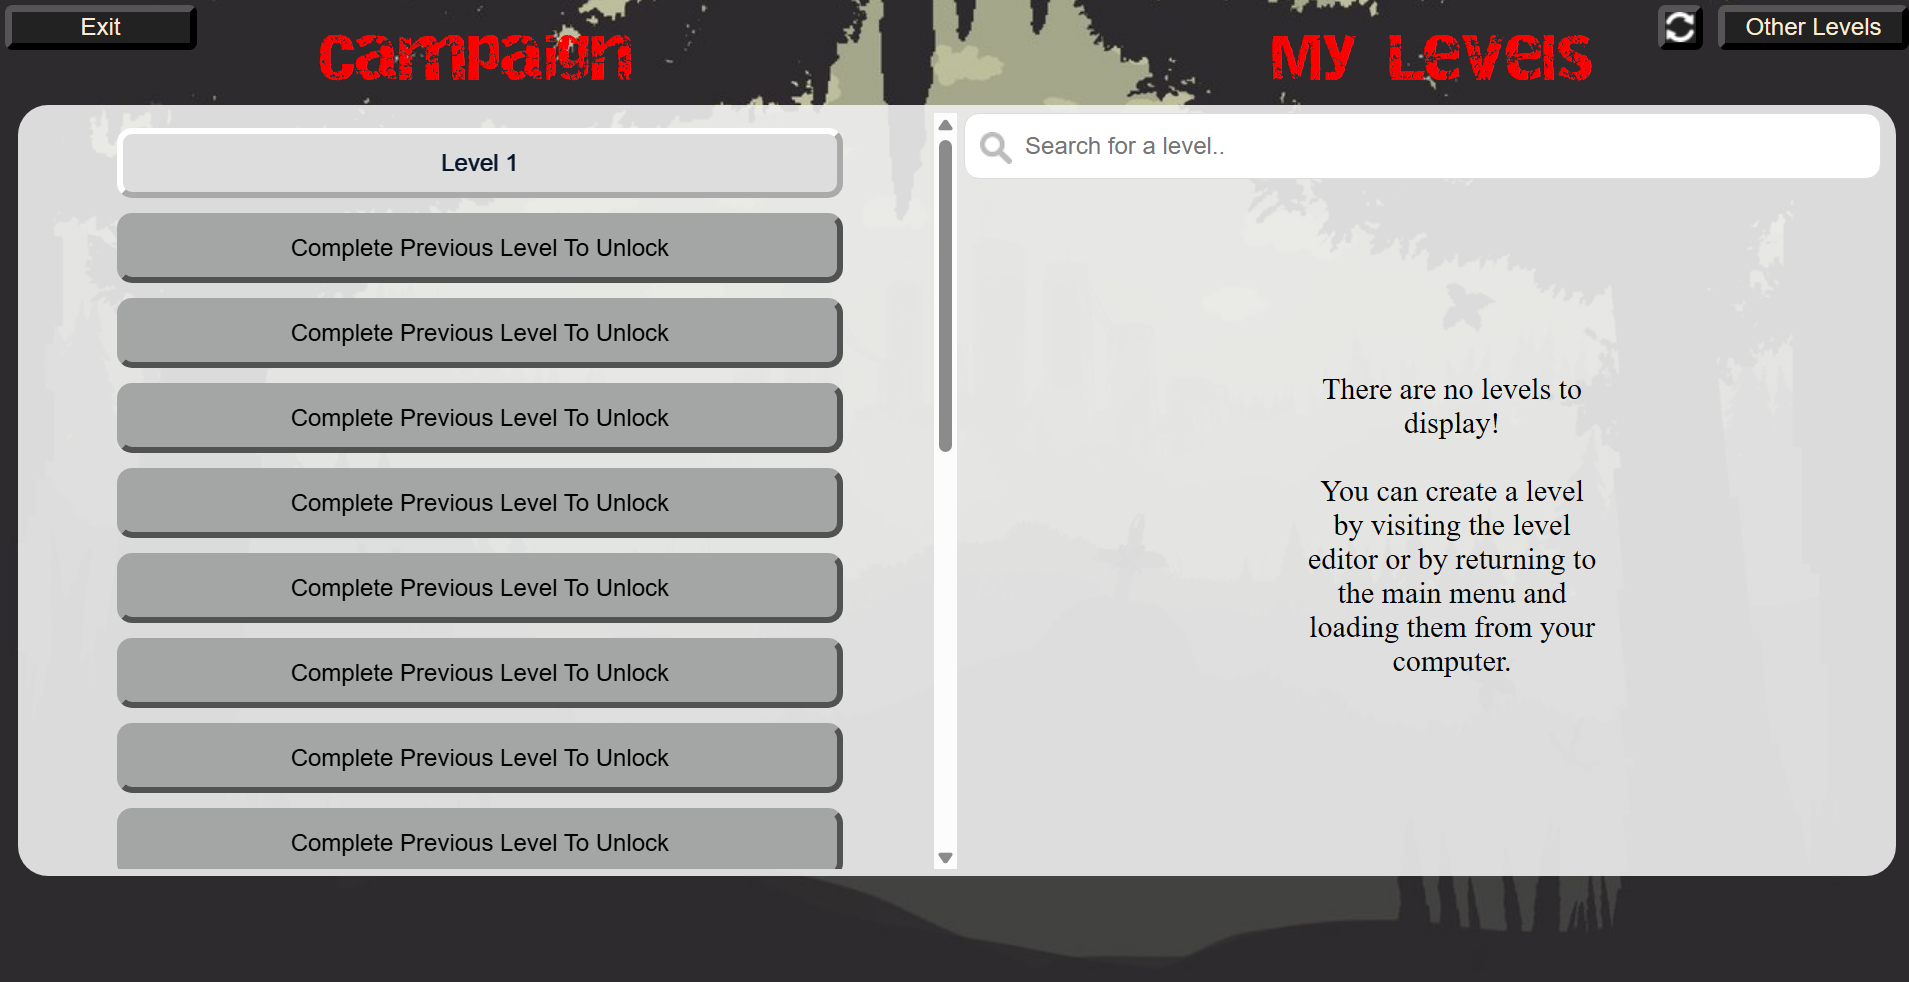 Exit
Campaign
My Levels
Other Levels
Level 1
Complete Previous Level To Unlock
Complete Previous Level To Unlock
Complete Previous Level To Unlock
Complete Previous Level To Unlock
Complete Previous Level To Unlock
Complete Previous Level To Unlock
Complete Previous Level To Unlock
Complete Previous Level To Unlock
Search for a level..
There are no levels to
display!
You can create a level
by visiting the level
editor or by returning to
the main menu and
loading them from your
computer.